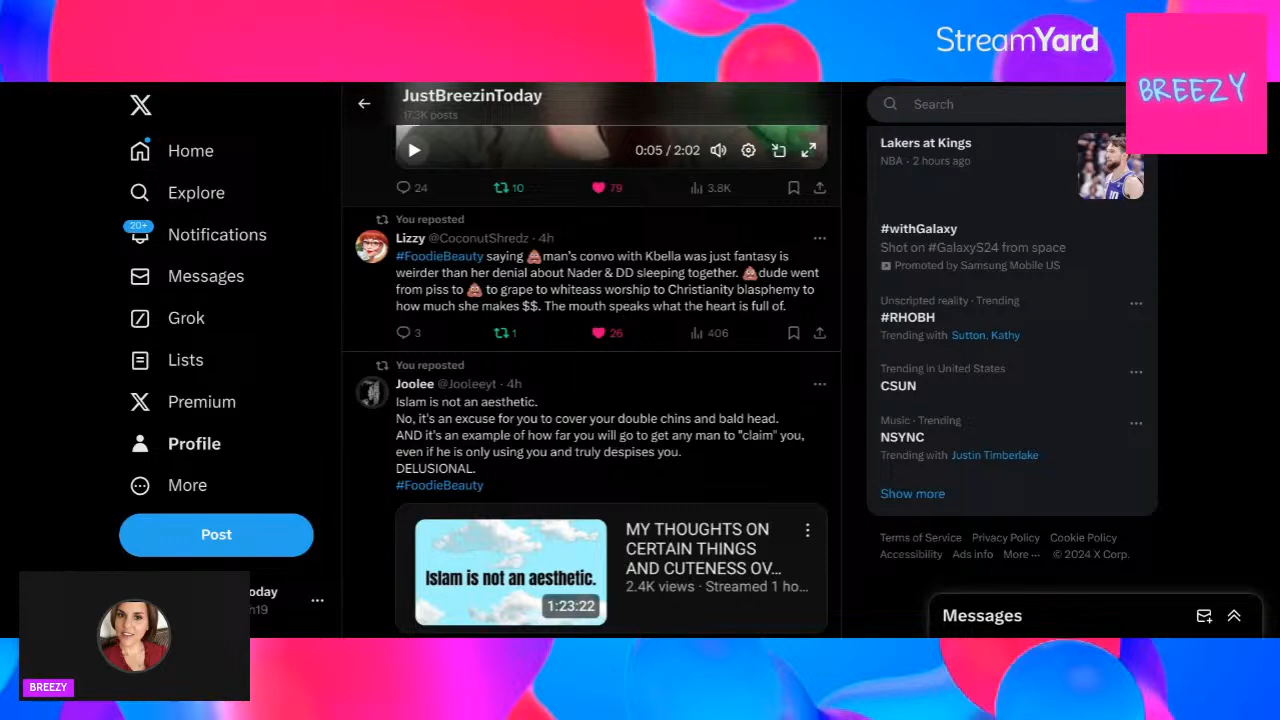 StreamYard
BREEZY
JustBreezinToday
17.3K posts
Home
Explore
20+
Notifications
Messages
Grok
Lists
Premium
Profile
More
Post
oday
n19
BREEZY
0:05 / 2:02
24
10
79
3.8K
You reposted
Lizzy @CoconutShredz · 4h
#FoodieBeauty saying 💩man's convo with Kbella was just fantasy is
weirder than her denial about Nader & DD sleeping together. 💩dude went
from piss to 💩 to grape to whiteass worship to Christianity blasphemy to
how much she makes $$. The mouth speaks what the heart is full of.
3
1
26
406
You reposted
Joolee @Jooleeyt · 4h
Islam is not an aesthetic.
No, it's an excuse for you to cover your double chins and bald head.
AND it's an example of how far you will go to get any man to "claim" you,
even if he is only using you and truly despises you.
DELUSIONAL.
#FoodieBeauty
Islam is not an aesthetic.
1:23:22
MY THOUGHTS ON
CERTAIN THINGS
AND CUTENESS OV...
2.4K views · Streamed 1 ho...
Search
Lakers at Kings
NBA · 2 hours ago
#withGalaxy
Shot on #GalaxyS24 from space
Promoted by Samsung Mobile US
Unscripted reality · Trending
#RHOBH
Trending with Sutton, Kathy
Trending in United States
CSUN
Music · Trending
NSYNC
Trending with Justin Timberlake
Show more
Terms of Service Privacy Policy Cookie Policy
Accessibility Ads info More ··· © 2024 X Corp.
Messages